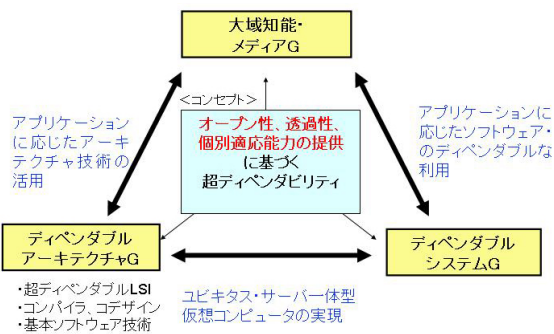 大域知能・
メディアG
＜コンセプト＞
オープン性、透過性、
個別適応能力の提供
に基づく
超ディペンダビリティ
アプリケーション
に応じたアーキ
テクチャ技術の
活用
アプリケーションに
応じたソフトウェア・
のディペンダブルな
利用
ディペンダブル
アーキテクチャG
ディペンダブル
システムG
・超ディペンダブルLSI
・コンパイラ、コデザイン
・基本ソフトウェア技術
ユビキタス・サーバ一体型
仮想コンピュータの実現